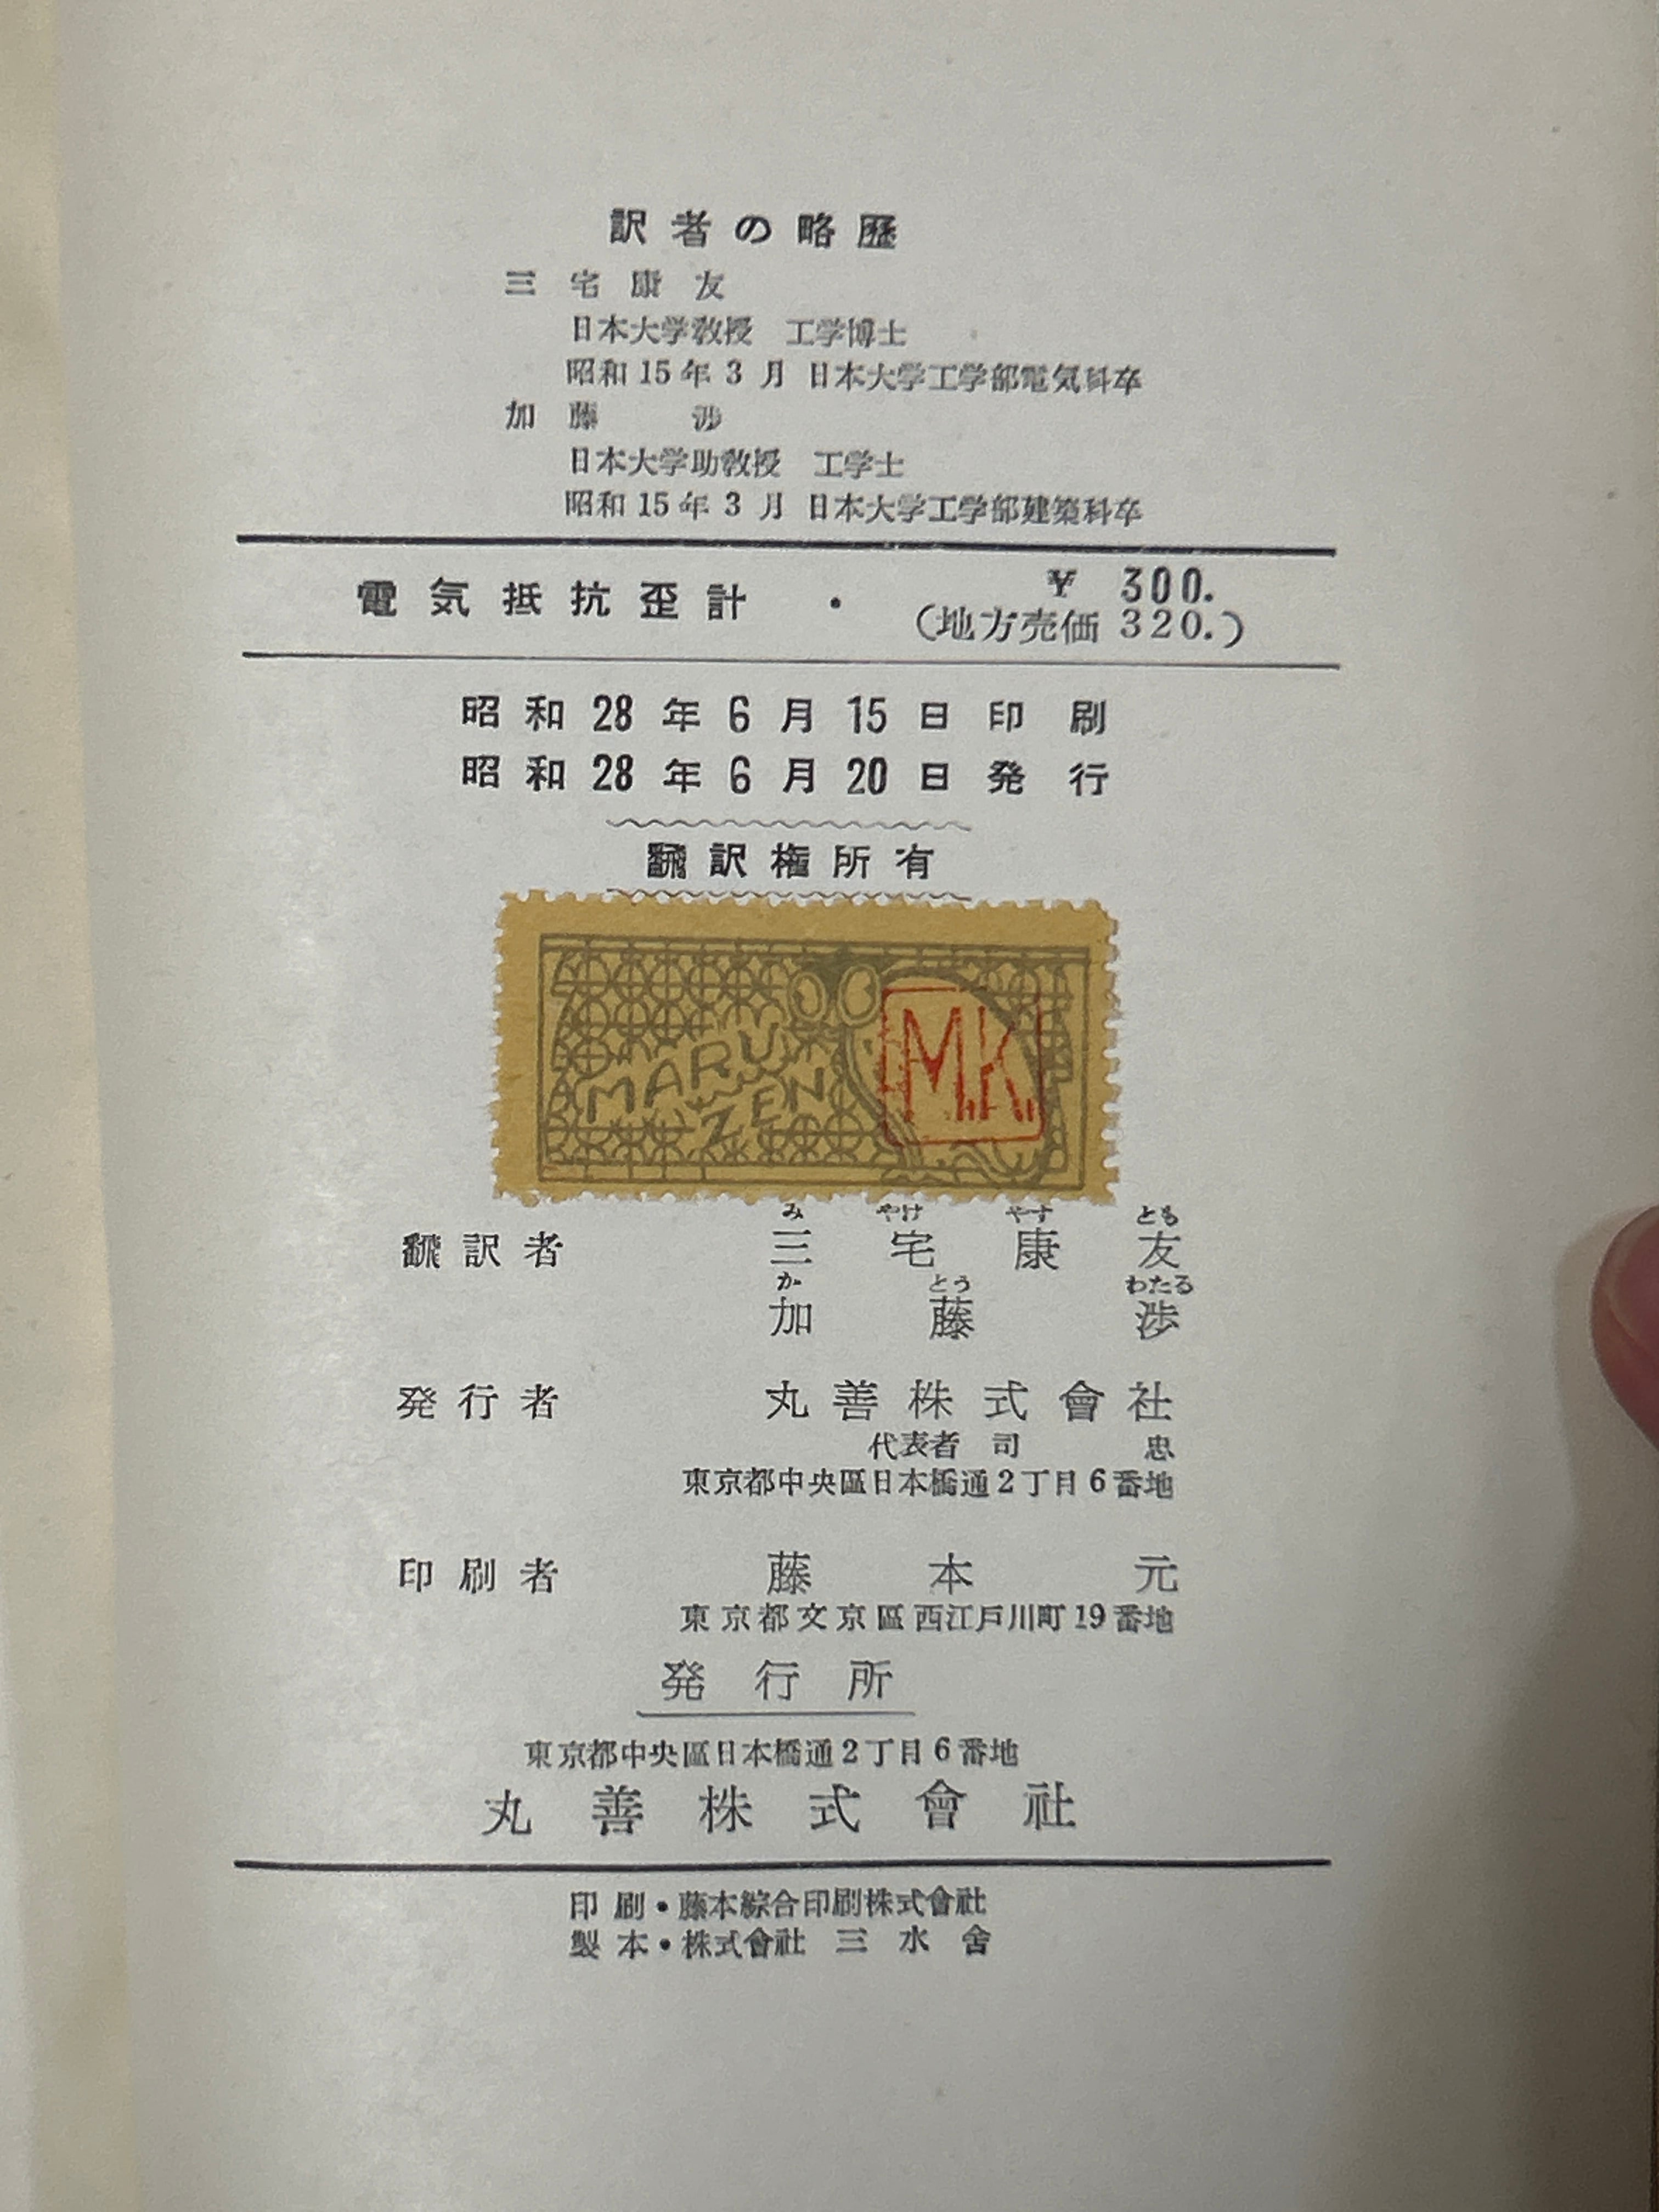 訳者の略歴
三宅康友
日本大学教授　工学博士
昭和15年3月 日本大学工学部電気科卒
加藤　渉
日本大学助教授　工学士
昭和15年3月 日本大学工学部建築科卒
電気抵抗歪計・
¥ 300.
(地方売価 320.)
昭和28年6月15日印刷
昭和28年6月20日発行
飜訳権所有
MARU
ZEN
M.K.
み やけ やす とも
飜訳者　三宅康友
か とう わたる
加藤渉
発行者　丸善株式會社
代表者　司　忠
東京都中央區日本橋通2丁目6番地
印刷者　藤本元
東京都文京區西江戸川町19番地
発行所
東京都中央區日本橋通2丁目6番地
丸善株式會社
印刷・藤本綜合印刷株式會社
製本・株式會社 三水舎